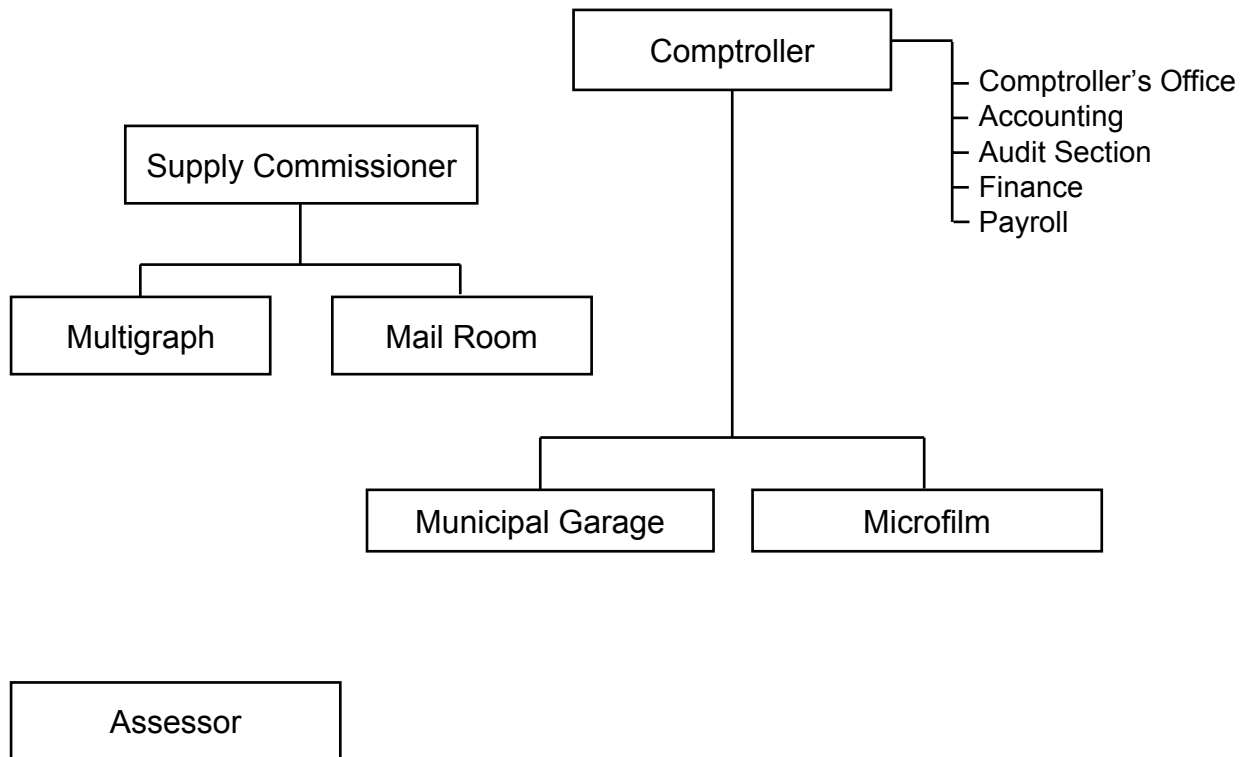 Comptroller
Comptroller’s Office
Accounting
Audit Section
Finance
Payroll
Supply Commissioner
Multigraph
Mail Room
Municipal Garage
Microfilm
Assessor